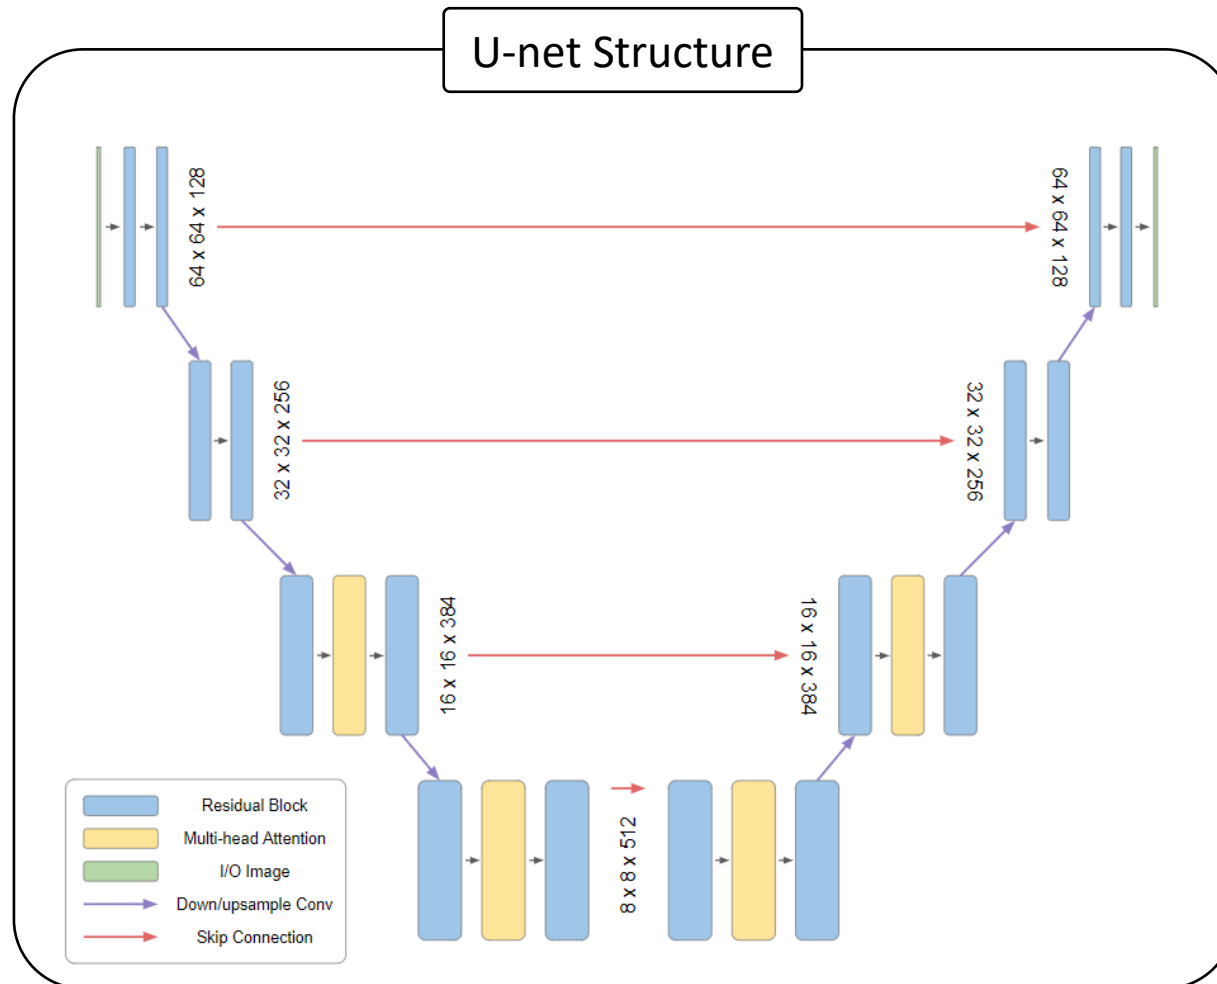 U-net Structure
64 x 64 x 128
64 x 64 x 128
32 x 32 x 256
32 x 32 x 256
16 x 16 x 384
16 x 16 x 384
8 x 8 x 512
Residual Block
Multi-head Attention
I/O Image
Down/upsample Conv
Skip Connection